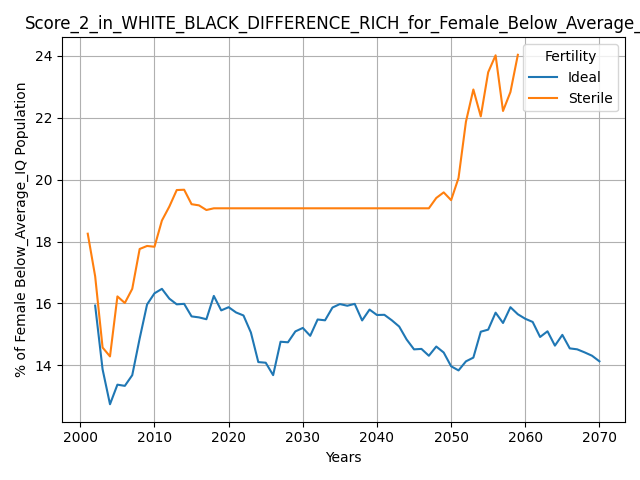 Score_2_in_WHITE_BLACK_DIFFERENCE_RICH_for_Female_Below_Average_
Fertility
Ideal
Sterile
% of Female Below_Average_IQ Population
24
22
20
18
16
14
2000 2010 2020 2030 2040 2050 2060 2070
Years